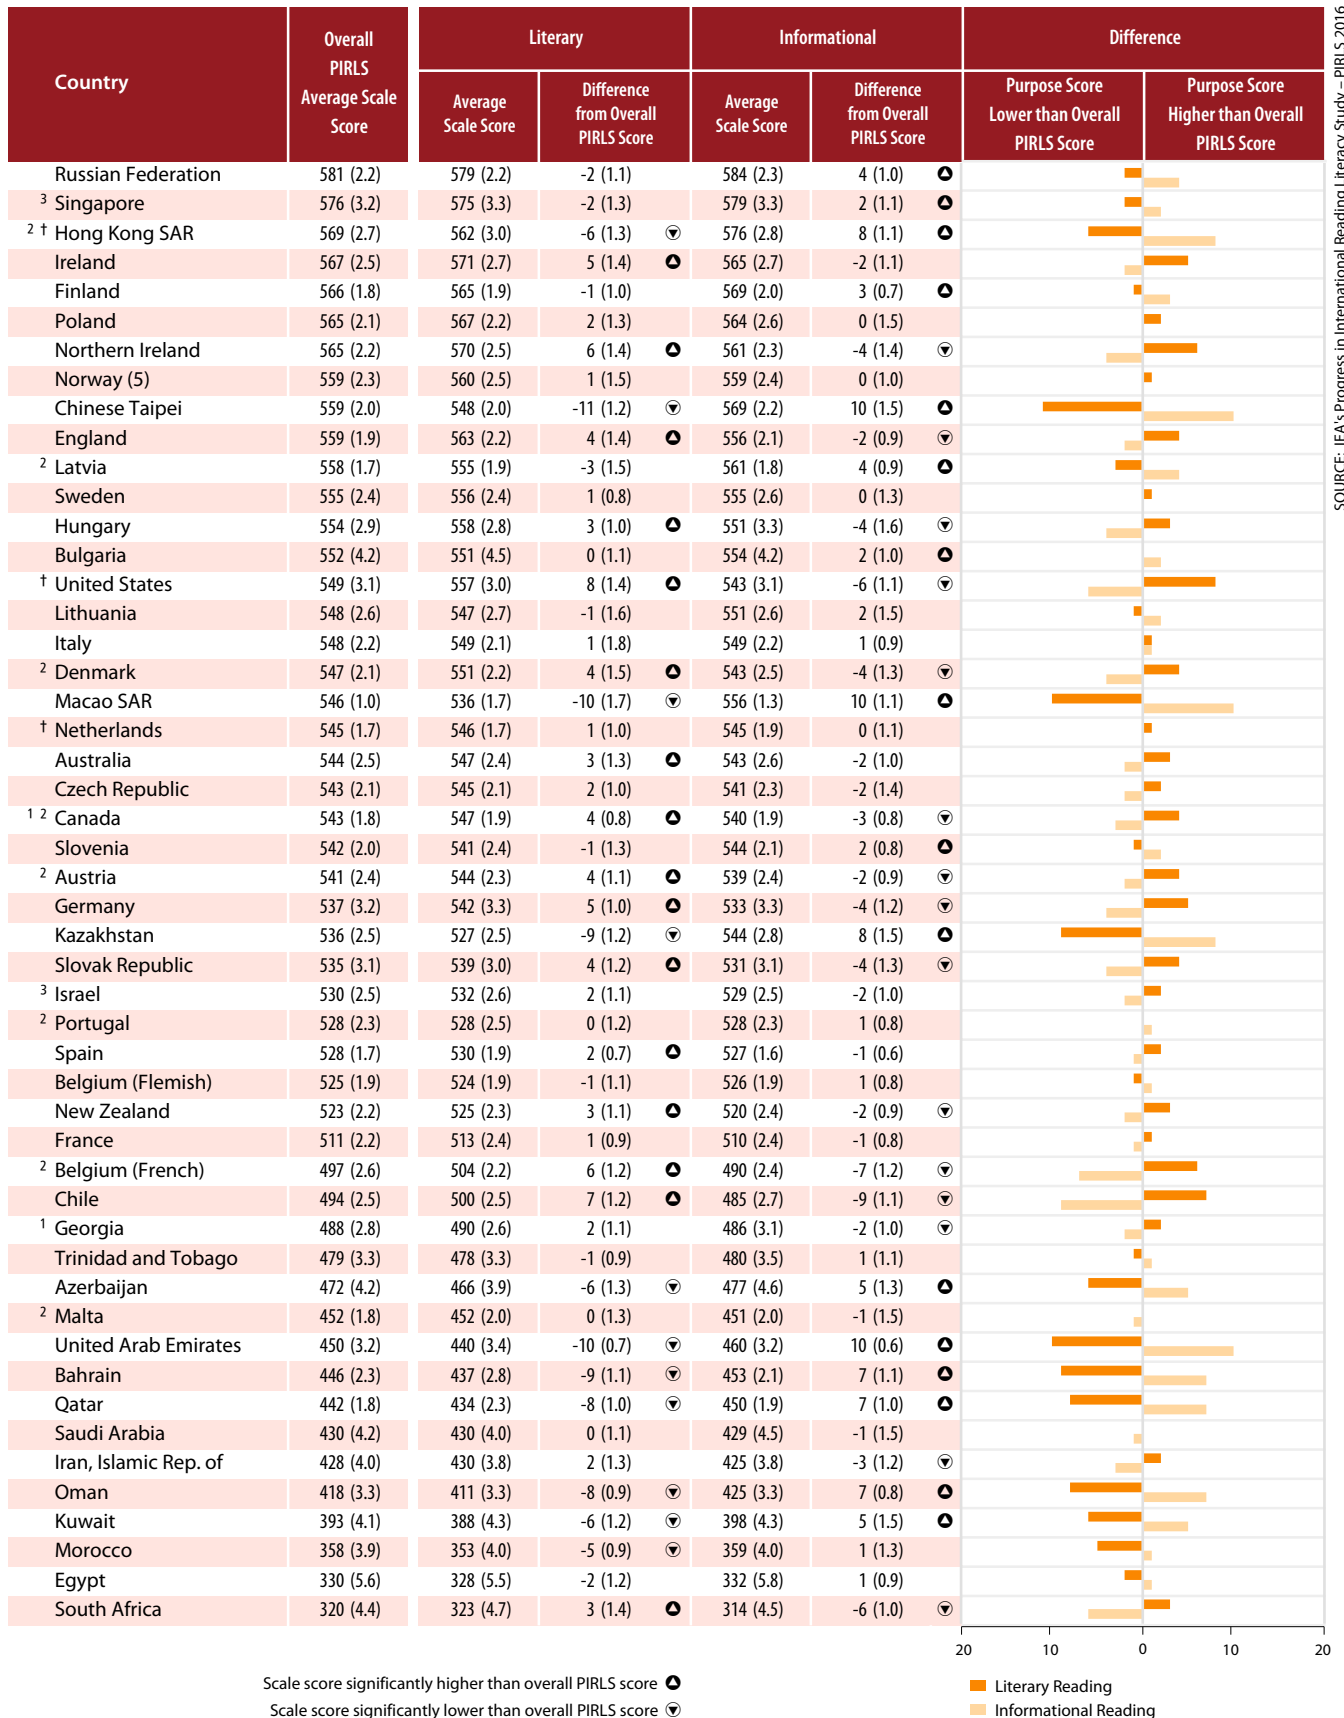 Country Overall PIRLS Average Scale Score Literary Informational Difference
Average Scale Score Difference from Overall PIRLS Score Average Scale Score Difference from Overall PIRLS Score Purpose Score Lower than Overall PIRLS Score Purpose Score Higher than Overall PIRLS Score
Russian Federation 581 (2.2) 579 (2.2) -2 (1.1) 584 (2.3) 4 (1.0)
3 Singapore 576 (3.2) 575 (3.3) -2 (1.3) 579 (3.3) 2 (1.1)
2 † Hong Kong SAR 569 (2.7) 562 (3.0) -6 (1.3) 576 (2.8) 8 (1.1)
Ireland 567 (2.5) 571 (2.7) 5 (1.4) 565 (2.7) -2 (1.1)
Finland 566 (1.8) 565 (1.9) -1 (1.0) 569 (2.0) 3 (0.7)
Poland 565 (2.1) 567 (2.2) 2 (1.3) 564 (2.6) 0 (1.5)
Northern Ireland 565 (2.2) 570 (2.5) 6 (1.4) 561 (2.3) -4 (1.4)
Norway (5) 559 (2.3) 560 (2.5) 1 (1.5) 559 (2.4) 0 (1.0)
Chinese Taipei 559 (2.0) 548 (2.0) -11 (1.2) 569 (2.2) 10 (1.5)
England 559 (1.9) 563 (2.2) 4 (1.4) 556 (2.1) -2 (0.9)
2 Latvia 558 (1.7) 555 (1.9) -3 (1.5) 561 (1.8) 4 (0.9)
Sweden 555 (2.4) 556 (2.4) 1 (0.8) 555 (2.6) 0 (1.3)
Hungary 554 (2.9) 558 (2.8) 3 (1.0) 551 (3.3) -4 (1.6)
Bulgaria 552 (4.2) 551 (4.5) 0 (1.1) 554 (4.2) 2 (1.0)
† United States 549 (3.1) 557 (3.0) 8 (1.4) 543 (3.1) -6 (1.1)
Lithuania 548 (2.6) 547 (2.7) -1 (1.6) 551 (2.6) 2 (1.5)
Italy 548 (2.2) 549 (2.1) 1 (1.8) 549 (2.2) 1 (0.9)
2 Denmark 547 (2.1) 551 (2.2) 4 (1.5) 543 (2.5) -4 (1.3)
Macao SAR 546 (1.0) 536 (1.7) -10 (1.7) 556 (1.3) 10 (1.1)
† Netherlands 545 (1.7) 546 (1.7) 1 (1.0) 545 (1.9) 0 (1.1)
Australia 544 (2.5) 547 (2.4) 3 (1.3) 543 (2.6) -2 (1.0)
Czech Republic 543 (2.1) 545 (2.1) 2 (1.0) 541 (2.3) -2 (1.4)
1 2 Canada 543 (1.8) 547 (1.9) 4 (0.8) 540 (1.9) -3 (0.8)
Slovenia 542 (2.0) 541 (2.4) -1 (1.3) 544 (2.1) 2 (0.8)
2 Austria 541 (2.4) 544 (2.3) 4 (1.1) 539 (2.4) -2 (0.9)
Germany 537 (3.2) 542 (3.3) 5 (1.0) 533 (3.3) -4 (1.2)
Kazakhstan 536 (2.5) 527 (2.5) -9 (1.2) 544 (2.8) 8 (1.5)
Slovak Republic 535 (3.1) 539 (3.0) 4 (1.2) 531 (3.1) -4 (1.3)
3 Israel 530 (2.5) 532 (2.6) 2 (1.1) 529 (2.5) -2 (1.0)
2 Portugal 528 (2.3) 528 (2.5) 0 (1.2) 528 (2.3) 1 (0.8)
Spain 528 (1.7) 530 (1.9) 2 (0.7) 527 (1.6) -1 (0.6)
Belgium (Flemish) 525 (1.9) 524 (1.9) -1 (1.1) 526 (1.9) 1 (0.8)
New Zealand 523 (2.2) 525 (2.3) 3 (1.1) 520 (2.4) -2 (0.9)
France 511 (2.2) 513 (2.4) 1 (0.9) 510 (2.4) -1 (0.8)
2 Belgium (French) 497 (2.6) 504 (2.2) 6 (1.2) 490 (2.4) -7 (1.2)
Chile 494 (2.5) 500 (2.5) 7 (1.2) 485 (2.7) -9 (1.1)
1 Georgia 488 (2.8) 490 (2.6) 2 (1.1) 486 (3.1) -2 (1.0)
Trinidad and Tobago 479 (3.3) 478 (3.3) -1 (0.9) 480 (3.5) 1 (1.1)
Azerbaijan 472 (4.2) 466 (3.9) -6 (1.3) 477 (4.6) 5 (1.3)
2 Malta 452 (1.8) 452 (2.0) 0 (1.3) 451 (2.0) -1 (1.5)
United Arab Emirates 450 (3.2) 440 (3.4) -10 (0.7) 460 (3.2) 10 (0.6)
Bahrain 446 (2.3) 437 (2.8) -9 (1.1) 453 (2.1) 7 (1.1)
Qatar 442 (1.8) 434 (2.3) -8 (1.0) 450 (1.9) 7 (1.0)
Saudi Arabia 430 (4.2) 430 (4.0) 0 (1.1) 429 (4.5) -1 (1.5)
Iran, Islamic Rep. of 428 (4.0) 430 (3.8) 2 (1.3) 425 (3.8) -3 (1.2)
Oman 418 (3.3) 411 (3.3) -8 (0.9) 425 (3.3) 7 (0.8)
Kuwait 393 (4.1) 388 (4.3) -6 (1.2) 398 (4.3) 5 (1.5)
Morocco 358 (3.9) 353 (4.0) -5 (0.9) 359 (4.0) 1 (1.3)
Egypt 330 (5.6) 328 (5.5) -2 (1.2) 332 (5.8) 1 (0.9)
South Africa 320 (4.4) 323 (4.7) 3 (1.4) 314 (4.5) -6 (1.0)
20 10 0 10 20
Scale score significantly higher than overall PIRLS score
Scale score significantly lower than overall PIRLS score
Literary Reading
Informational Reading
SOURCE: IEA's Progress in International Reading Literacy Study – PIRLS 2016